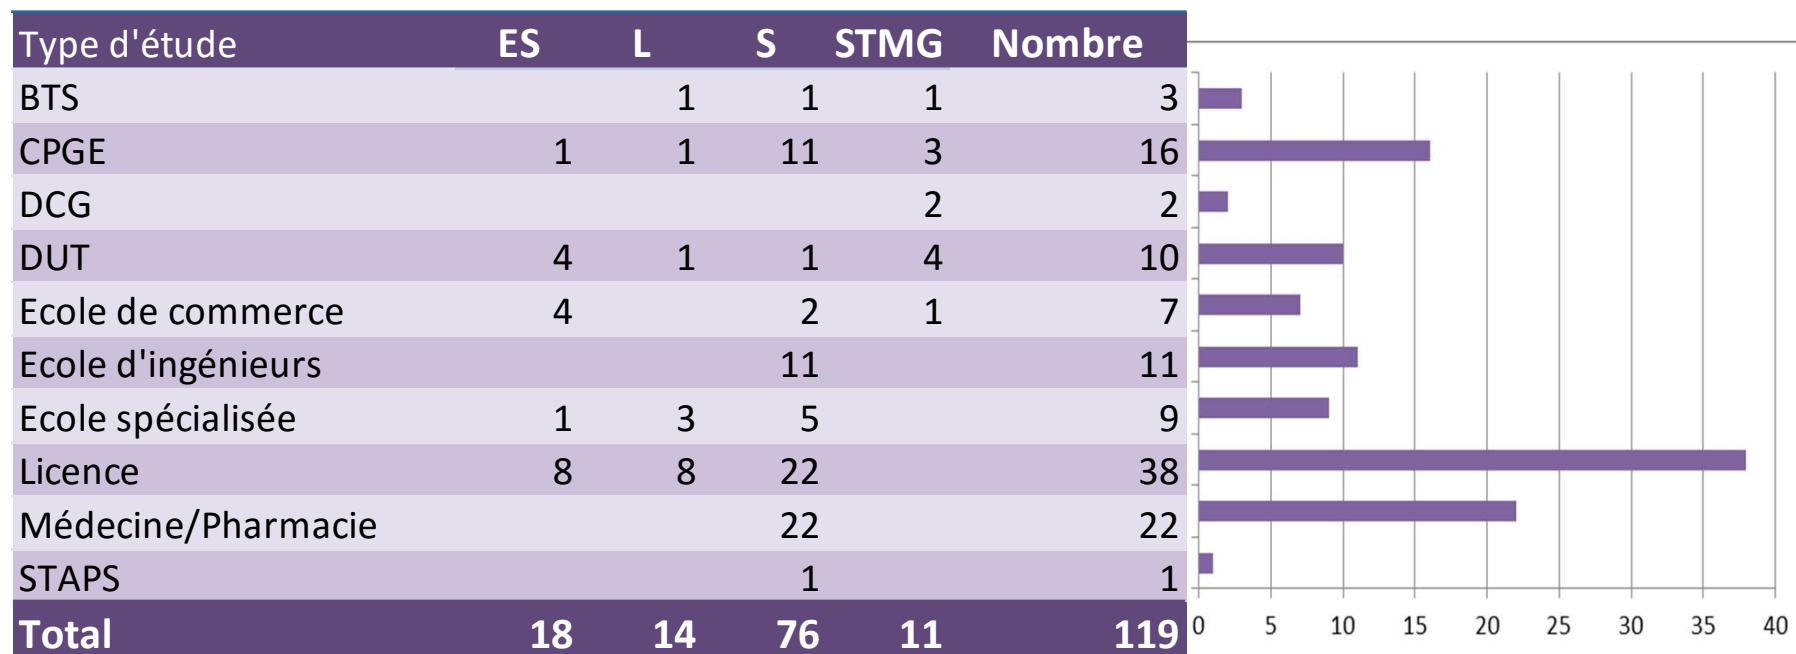 Type d'étude ES L S STMG Nombre
BTS 1 1 1 3
CPGE 1 1 11 3 16
DCG 2 2
DUT 4 1 1 4 10
Ecole de commerce 4 2 1 7
Ecole d'ingénieurs 11 11
Ecole spécialisée 1 3 5 9
Licence 8 8 22 38
Médecine/Pharmacie 22 22
STAPS 1 1
Total 18 14 76 11 119
0 5 10 15 20 25 30 35 40